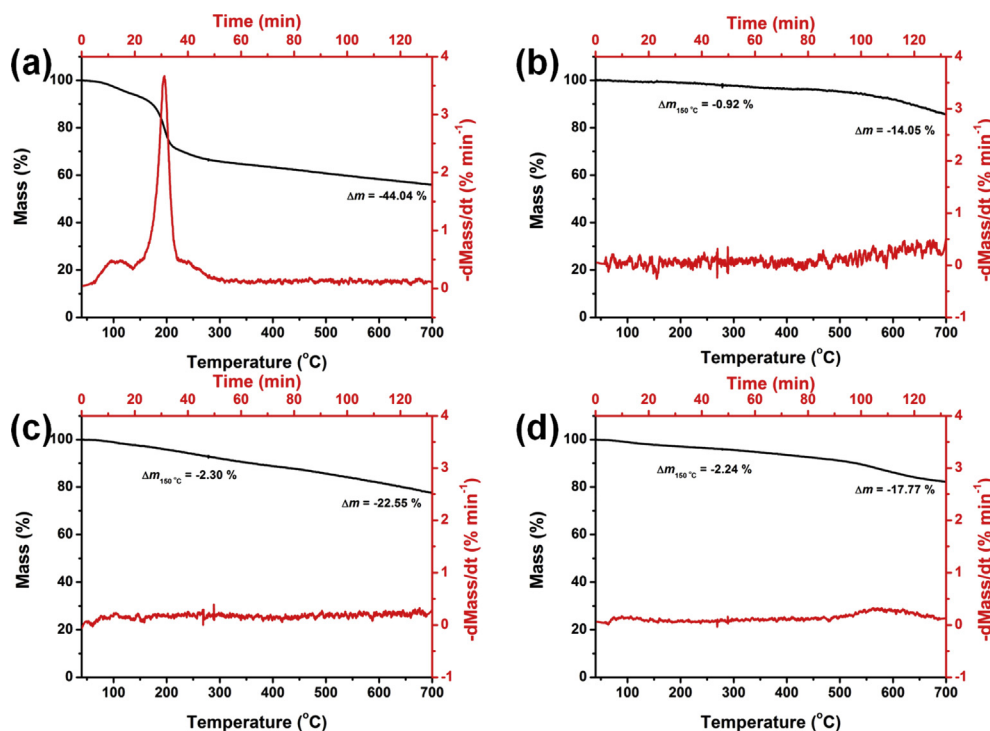 (a)
Time (min)
0 20 40 60 80 100 120
Mass (%)
100
80
60
40
20
0
4
3
2
1
0
-dMass/dt (% min⁻¹)
Δm = -44.04 %
100 200 300 400 500 600 700
Temperature (°C)
(b)
Time (min)
0 20 40 60 80 100 120
Mass (%)
100
80
60
40
20
0
4
3
2
1
0
-1
-dMass/dt (% min⁻¹)
Δm150 °C = -0.92 %
Δm = -14.05 %
100 200 300 400 500 600 700
Temperature (°C)
(c)
Time (min)
0 20 40 60 80 100 120
Mass (%)
100
80
60
40
20
0
4
3
2
1
0
-1
-dMass/dt (% min⁻¹)
Δm150 °C = -2.30 %
Δm = -22.55 %
100 200 300 400 500 600 700
Temperature (°C)
(d)
Time (min)
0 20 40 60 80 100 120
Mass (%)
100
80
60
40
20
0
4
3
2
1
0
-1
-dMass/dt (% min⁻¹)
Δm150 °C = -2.24 %
Δm = -17.77 %
100 200 300 400 500 600 700
Temperature (°C)